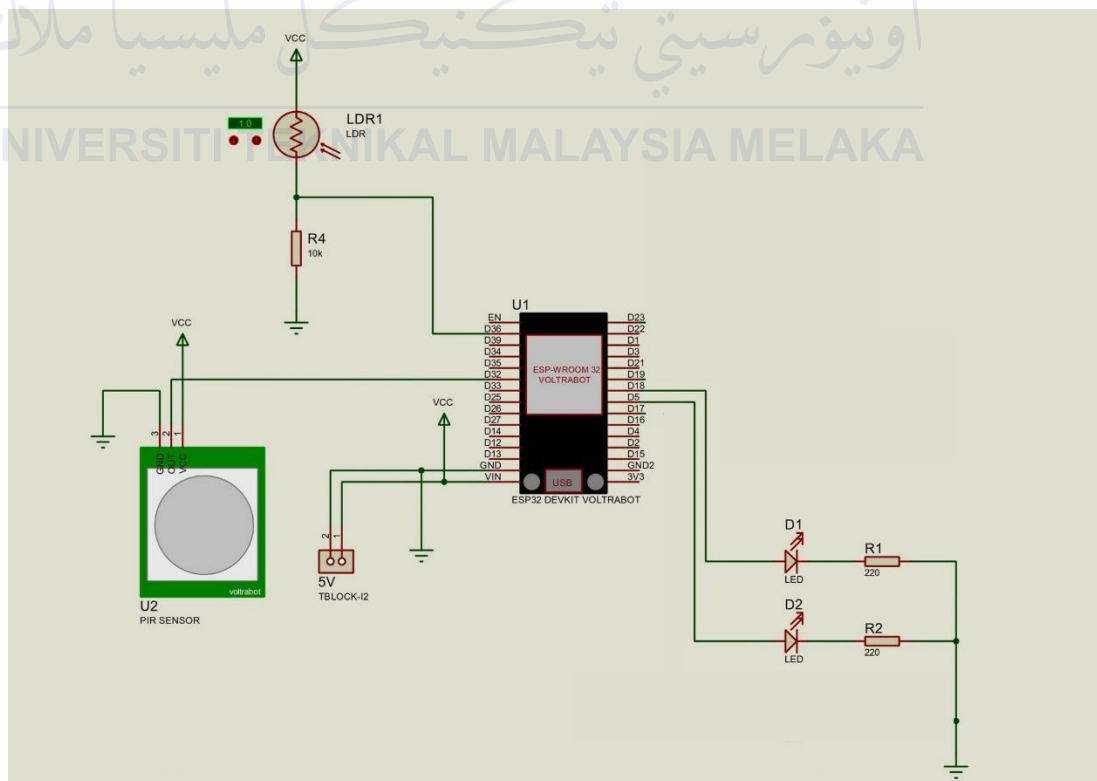 اونيۏرسيتي تيكنيكل مليسيا ملاك
NIVERSITI TEKNIKAL MALAYSIA MELAKA
VCC
1.0
LDR1
LDR
R4
10k
VCC
3
2
1
GND
OUT
VCC
voltrabot
U2
PIR SENSOR
VCC
2
1
5V
TBLOCK-I2
U1
EN
D36
D39
D34
D35
D32
D33
D25
D26
D27
D14
D12
D13
GND
VIN
ESP-WROOM 32
VOLTRABOT
USB
D23
D22
D1
D3
D21
D19
D18
D5
D17
D16
D4
D2
D15
GND2
3V3
ESP32 DEVKIT VOLTRABOT
D1
LED
R1
220
D2
LED
R2
220